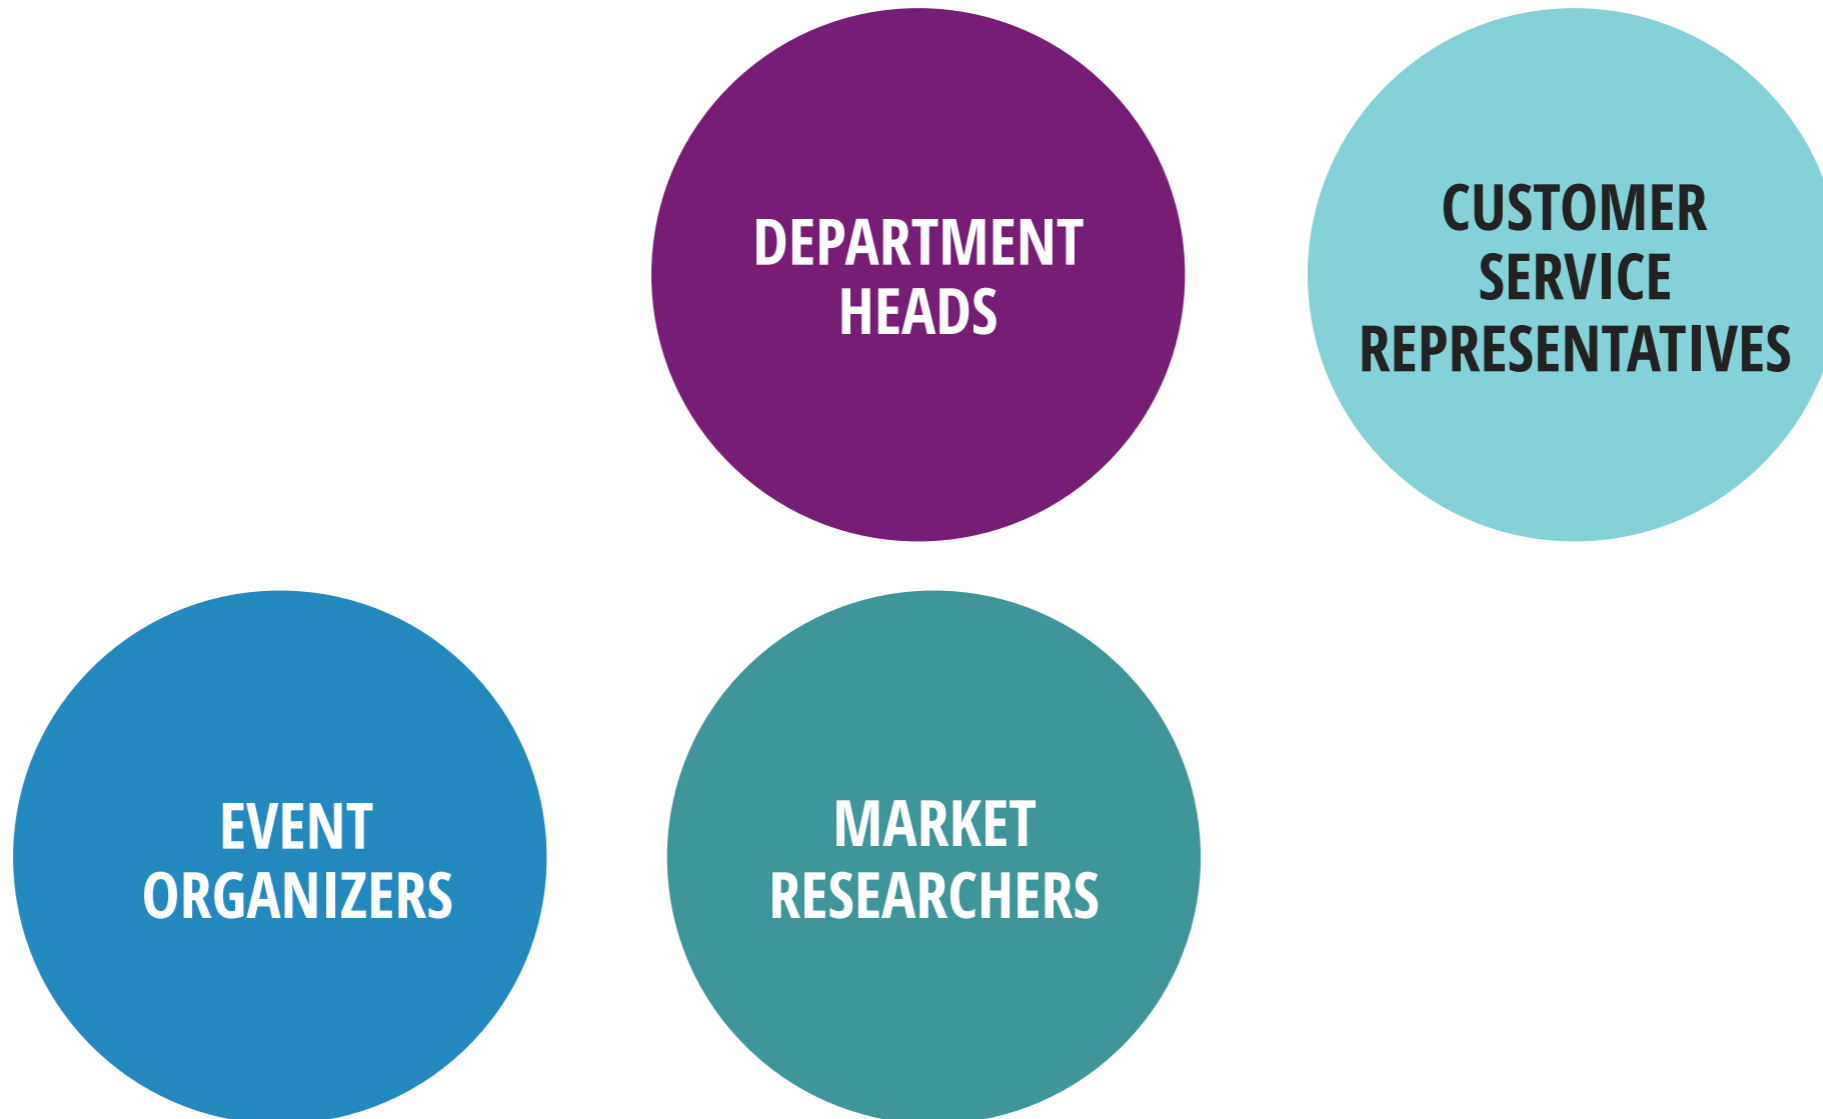 DEPARTMENT
HEADS
CUSTOMER
SERVICE
REPRESENTATIVES
EVENT
ORGANIZERS
MARKET
RESEARCHERS